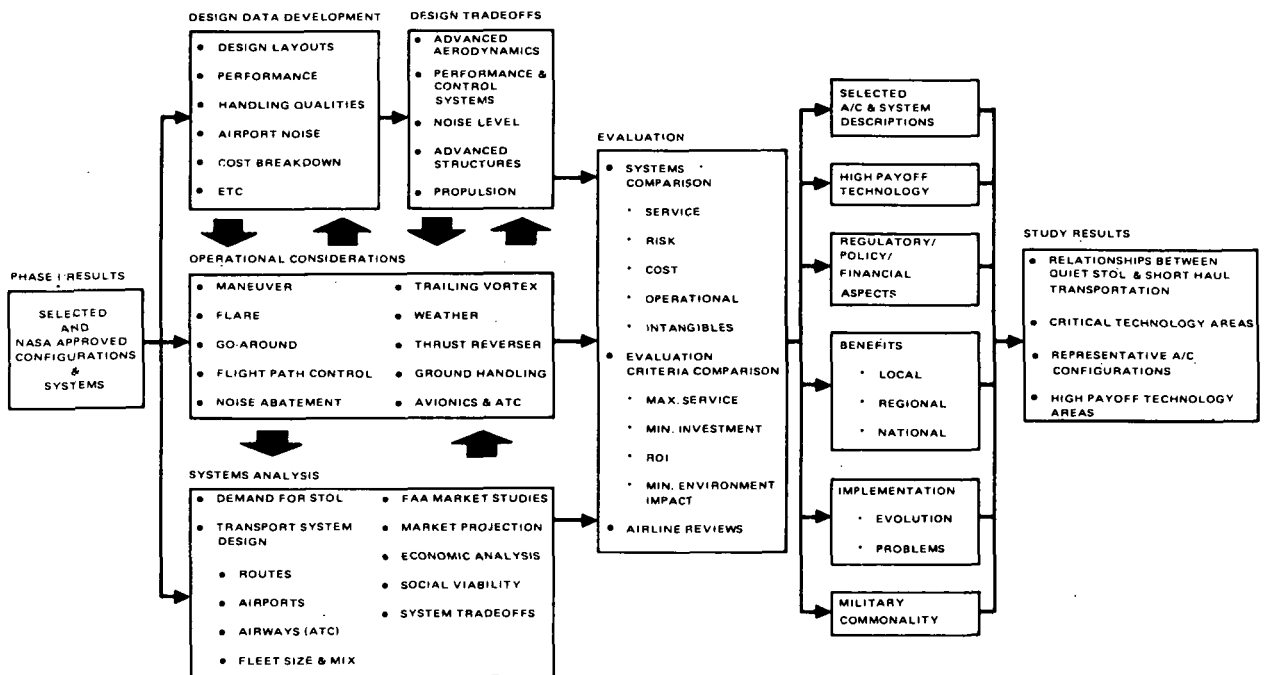 PHASE I RESULTS
SELECTED
AND
NASA APPROVED
CONFIGURATIONS
&
SYSTEMS
DESIGN DATA DEVELOPMENT
• DESIGN LAYOUTS
• PERFORMANCE
• HANDLING QUALITIES
• AIRPORT NOISE
• COST BREAKDOWN
• ETC
DESIGN TRADEOFFS
• ADVANCED
AERODYNAMICS
• PERFORMANCE &
CONTROL
SYSTEMS
• NOISE LEVEL
• ADVANCED
STRUCTURES
• PROPULSION
OPERATIONAL CONSIDERATIONS
• MANEUVER
• FLARE
• GO-AROUND
• FLIGHT PATH CONTROL
• NOISE ABATEMENT
• TRAILING VORTEX
• WEATHER
• THRUST REVERSER
• GROUND HANDLING
• AVIONICS & ATC
SYSTEMS ANALYSIS
• DEMAND FOR STOL
• TRANSPORT SYSTEM
DESIGN
• ROUTES
• AIRPORTS
• AIRWAYS (ATC)
• FLEET SIZE & MIX
• FAA MARKET STUDIES
• MARKET PROJECTION
• ECONOMIC ANALYSIS
• SOCIAL VIABILITY
• SYSTEM TRADEOFFS
EVALUATION
• SYSTEMS
COMPARISON
• SERVICE
• RISK
• COST
• OPERATIONAL
• INTANGIBLES
• EVALUATION
CRITERIA COMPARISON
• MAX. SERVICE
• MIN. INVESTMENT
• ROI
• MIN. ENVIRONMENT
IMPACT
• AIRLINE REVIEWS
SELECTED
A/C & SYSTEM
DESCRIPTIONS
HIGH PAYOFF
TECHNOLOGY
REGULATORY/
POLICY/
FINANCIAL
ASPECTS
BENEFITS
• LOCAL
• REGIONAL
• NATIONAL
IMPLEMENTATION
• EVOLUTION
• PROBLEMS
MILITARY
COMMONALITY
STUDY RESULTS
• RELATIONSHIPS BETWEEN
QUIET STOL & SHORT HAUL
TRANSPORTATION
• CRITICAL TECHNOLOGY AREAS
• REPRESENTATIVE A/C
CONFIGURATIONS
• HIGH PAYOFF TECHNOLOGY
AREAS